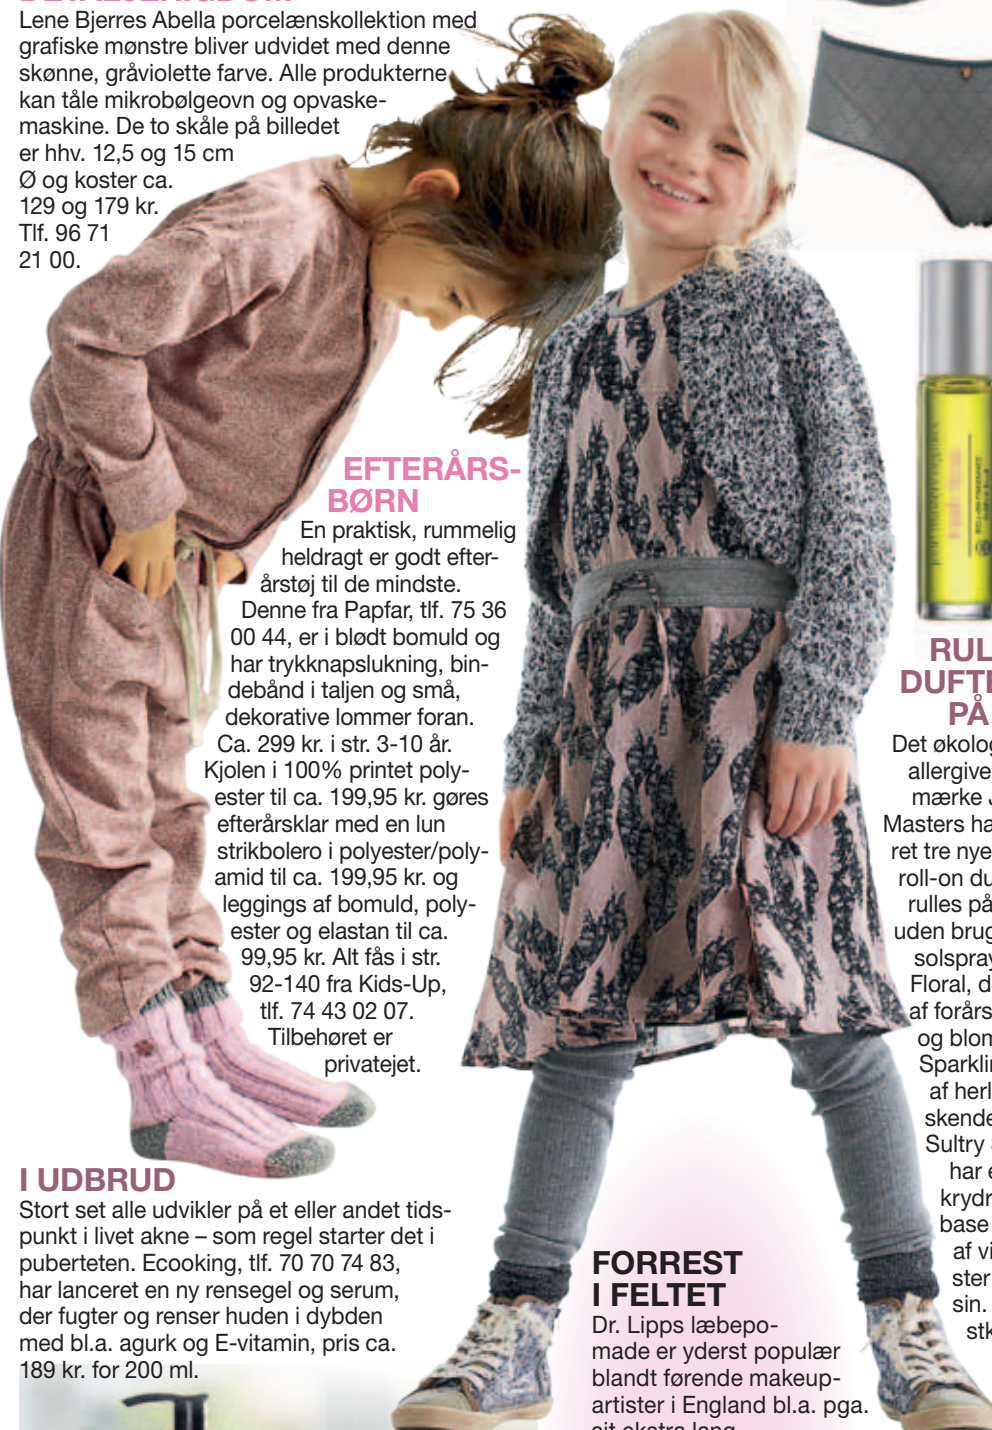 Lene Bjerres Abella porcelænskollektion med
grafiske mønstre bliver udvidet med denne
skønne, gråviolette farve. Alle produkterne
kan tåle mikrobølgeovn og opvaske-
maskine. De to skåle på billedet
er hhv. 12,5 og 15 cm
Ø og koster ca.
129 og 179 kr.
Tlf. 96 71
21 00.
EFTERÅRS-
BØRN
En praktisk, rummelig
heldragt er godt efter-
årstøj til de mindste.
Denne fra Papfar, tlf. 75 36
00 44, er i blødt bomuld og
har trykknapslukning, bin-
debånd i taljen og små,
dekorative lommer foran.
Ca. 299 kr. i str. 3-10 år.
Kjolen i 100% printet poly-
ester til ca. 199,95 kr. gøres
efterårsklar med en lun
strikbolero i polyester/poly-
amid til ca. 199,95 kr. og
leggings af bomuld, poly-
ester og elastan til ca.
99,95 kr. Alt fås i str.
92-140 fra Kids-Up,
tlf. 74 43 02 07.
Tilbehøret er
privatejet.
I UDBRUD
Stort set alle udvikler på et eller andet tids-
punkt i livet akne – som regel starter det i
puberteten. Ecooking, tlf. 70 70 74 83,
har lanceret en ny rensegel og serum,
der fugter og renser huden i dybden
med bl.a. agurk og E-vitamin, pris ca.
189 kr. for 200 ml.
FORREST
I FELTET
Dr. Lipps læbepo-
made er yderst populær
blandt førende makeup-
artister i England bl.a. pga.
sit ekstra lang
RUL
DUFTE
PÅ
Det økolog
allergive
mærke
Masters ha
ret tre nye
roll-on du
rulles på
uden brug
solspray
Floral, d
af forårs
og blom
Sparklin
af herl
skende
Sultry
har e
krydr
base
af vi
ster
sin.
stk